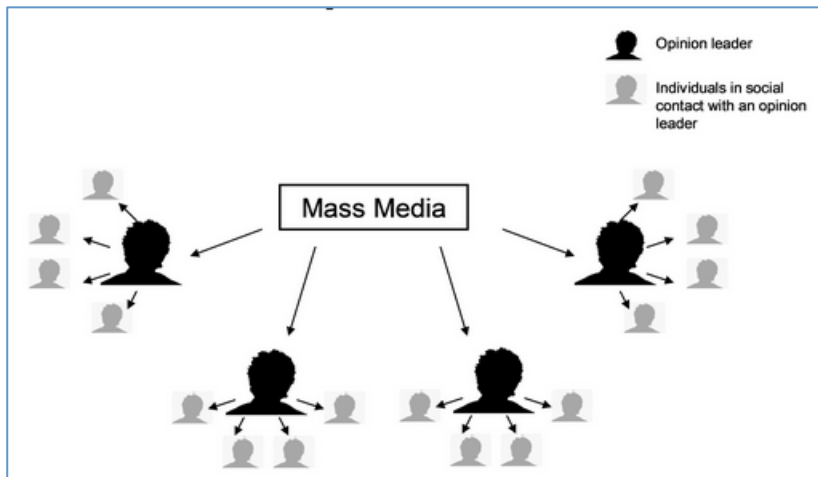 Opinion leader
Individuals in social
contact with an opinion
leader
Mass Media